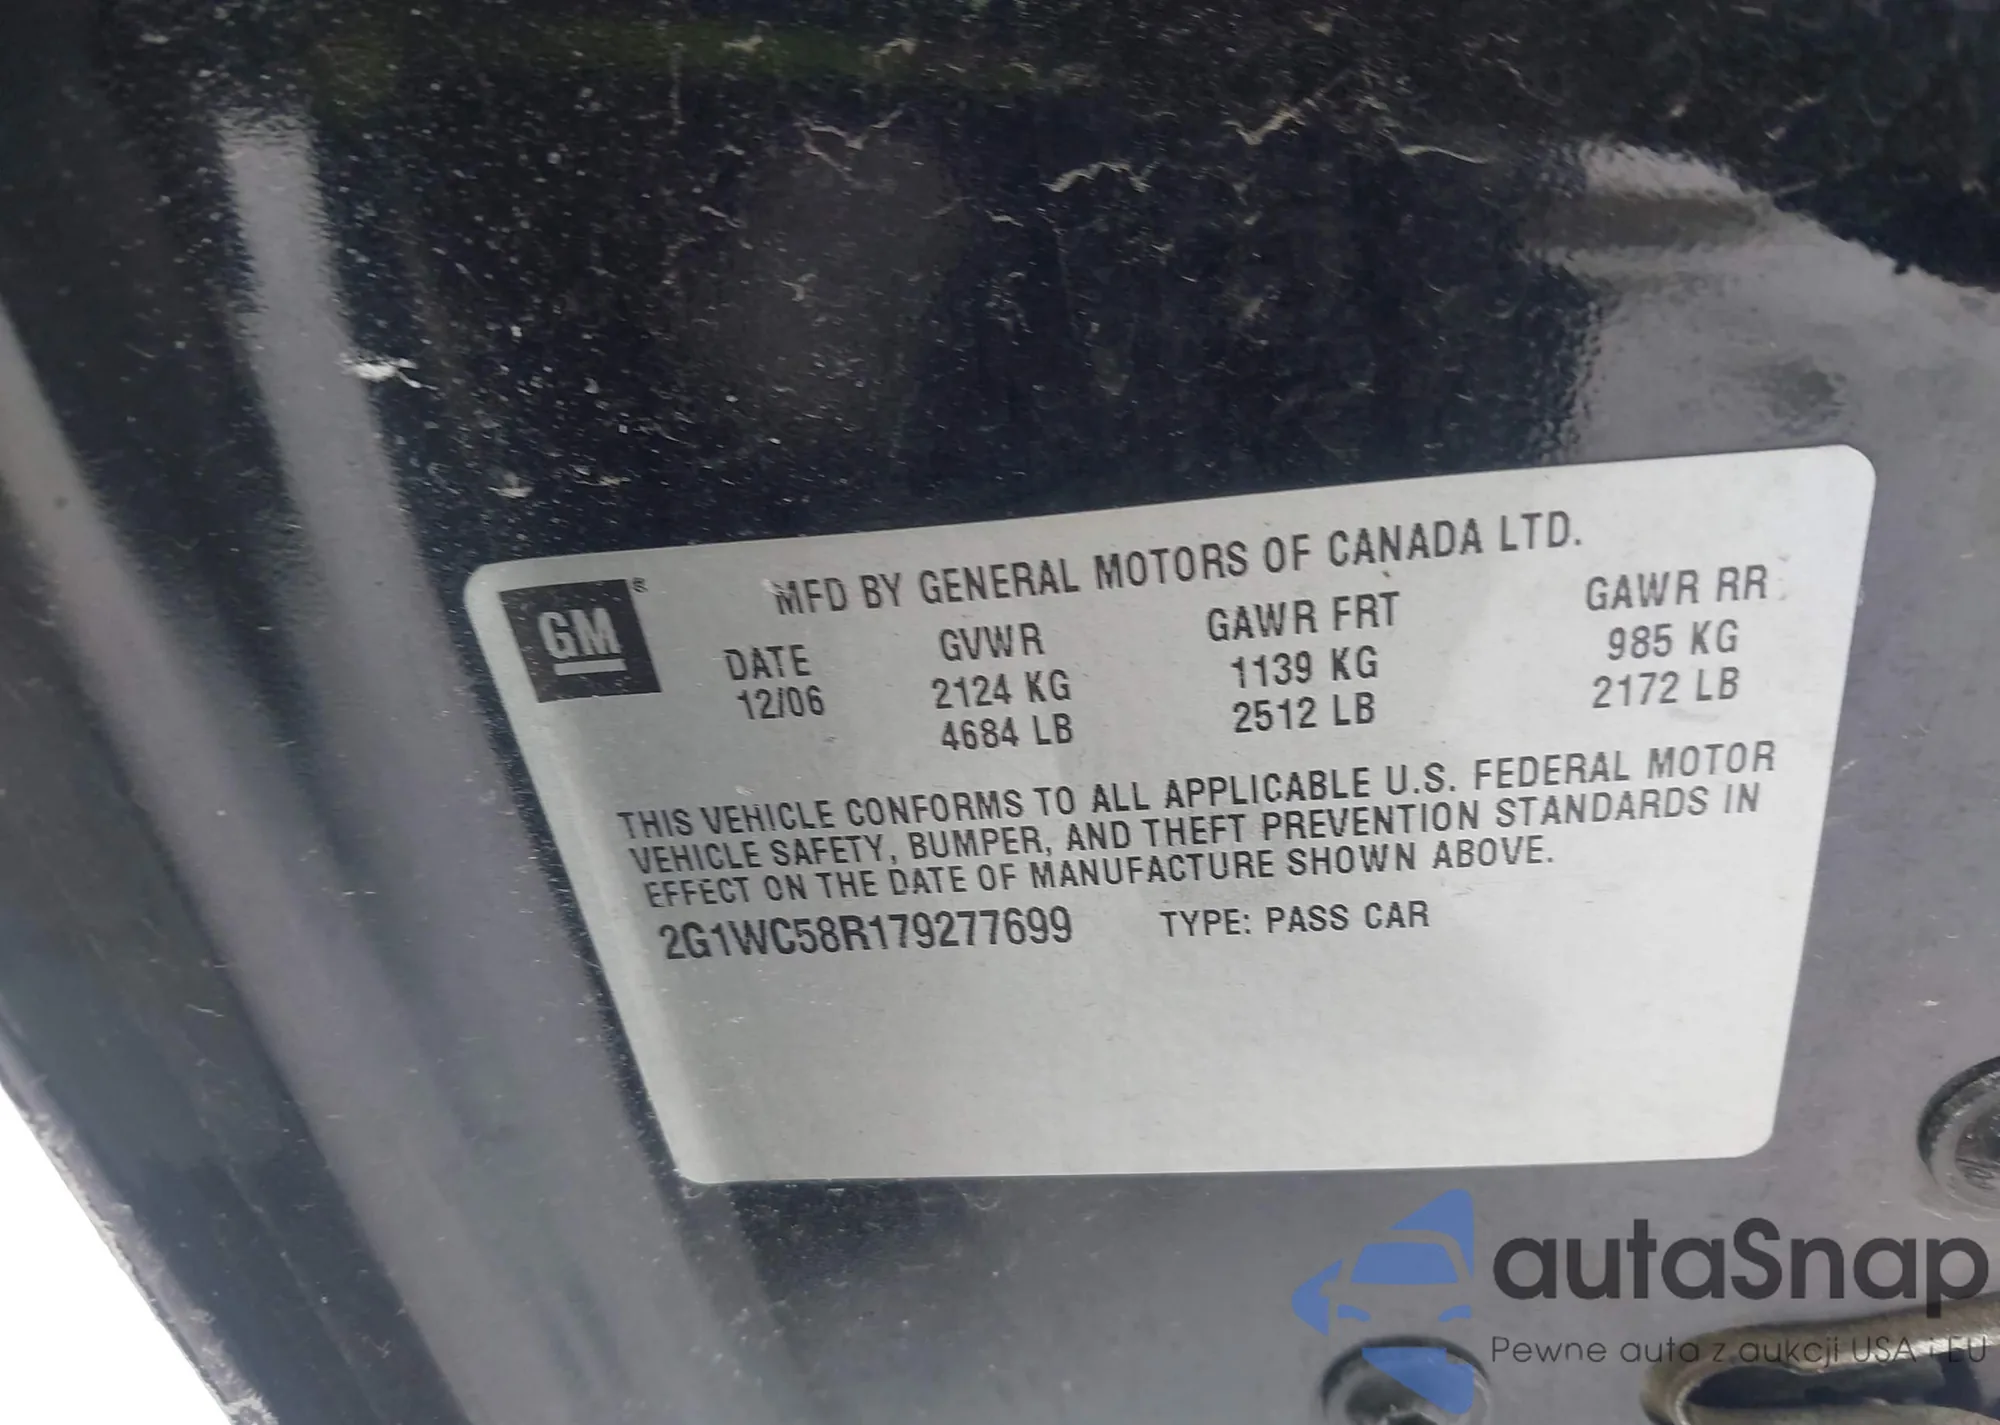 GM ®
MFD BY GENERAL MOTORS OF CANADA LTD.
DATE GVWR GAWR FRT GAWR RR
12/06 2124 KG 1139 KG 985 KG
4684 LB 2512 LB 2172 LB
THIS VEHICLE CONFORMS TO ALL APPLICABLE U.S. FEDERAL MOTOR
VEHICLE SAFETY, BUMPER, AND THEFT PREVENTION STANDARDS IN
EFFECT ON THE DATE OF MANUFACTURE SHOWN ABOVE.
2G1WC58R179277699 TYPE: PASS CAR
autaSnap
Pewne auta z aukcji USA i EU